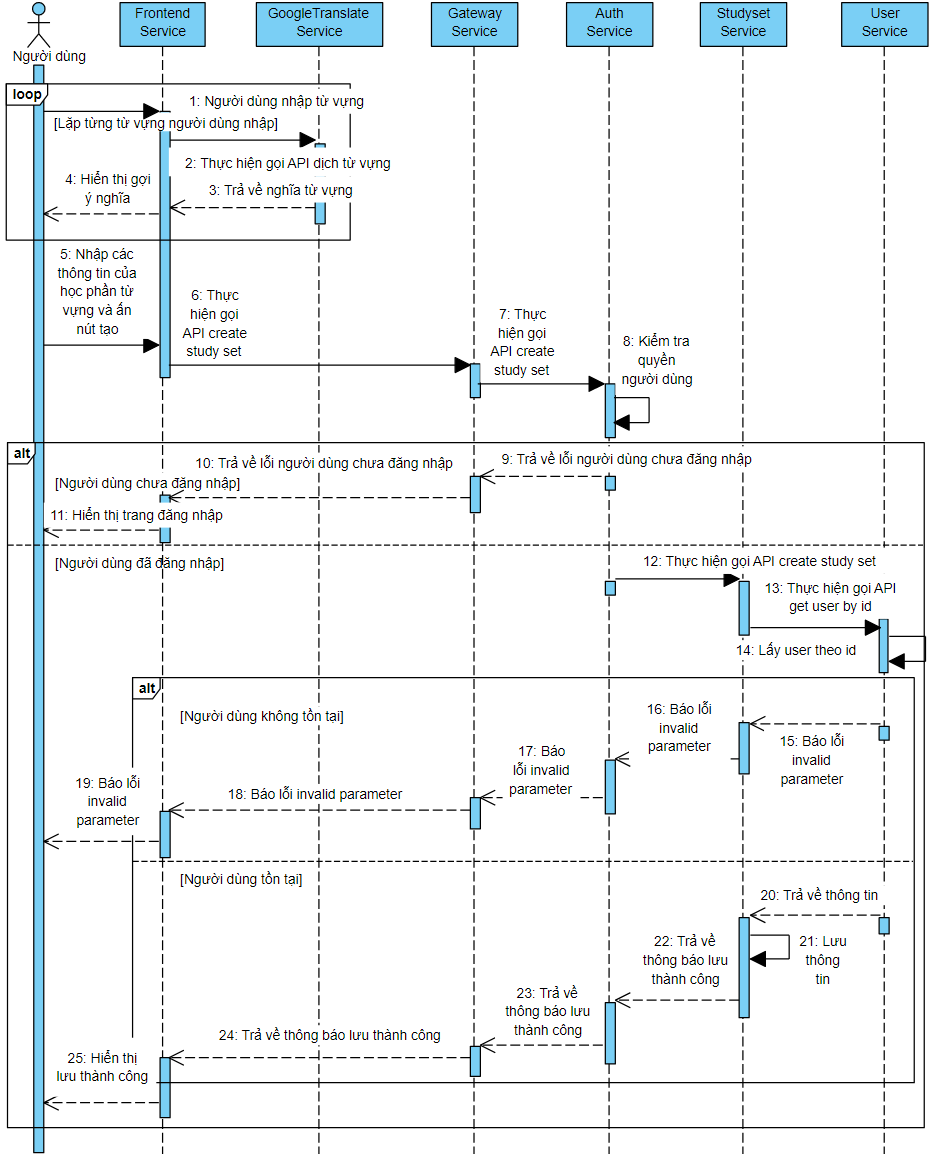 Frontend
Service
GoogleTranslate
Service
Gateway
Service
Auth
Service
Studyset
Service
User
Service
Người dùng
loop
1: Người dùng nhập từ vựng
[Lặp từng từ vựng người dùng nhập]
2: Thực hiện gọi API dịch từ vựng
3: Trả về nghĩa từ vựng
4: Hiển thị gợi
ý nghĩa
5: Nhập các
thông tin của
học phần từ
vựng và ấn
nút tạo
6: Thực
hiện gọi
API create
study set
7: Thực
hiện gọi
API create
study set
8: Kiểm tra
quyền
người dùng
alt
9: Trả về lỗi người dùng chưa đăng nhập
10: Trả về lỗi người dùng chưa đăng nhập
[Người dùng chưa đăng nhập]
11: Hiển thị trang đăng nhập
[Người dùng đã đăng nhập]
12: Thực hiện gọi API create study set
13: Thực hiện gọi API
get user by id
14: Lấy user theo id
alt
[Người dùng không tồn tại]
15: Báo lỗi
invalid
parameter
16: Báo lỗi
invalid
parameter
17: Báo
lỗi invalid
parameter
18: Báo lỗi invalid parameter
19: Báo lỗi
invalid
parameter
[Người dùng tồn tại]
20: Trả về thông tin
21: Lưu
thông
tin
22: Trả về
thông báo lưu
thành công
23: Trả về
thông báo lưu
thành công
24: Trả về thông báo lưu thành công
25: Hiển thị
lưu thành công